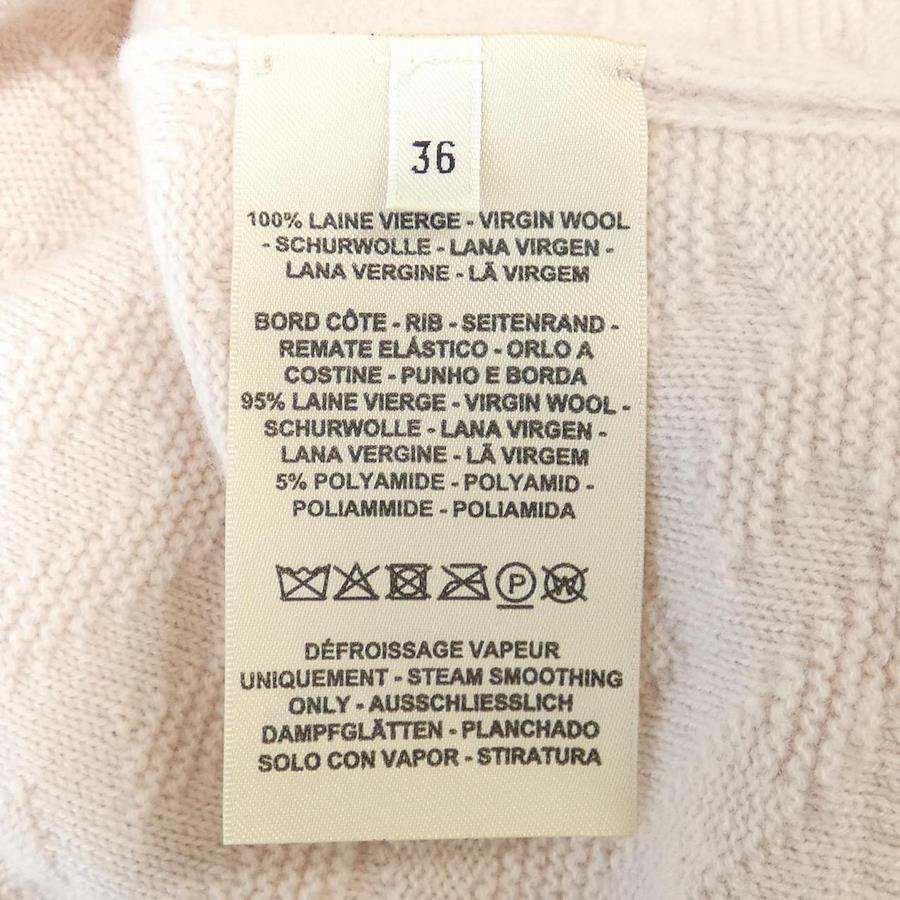 36
100% LAINE VIERGE - VIRGIN WOOL
- SCHURWOLLE - LANA VIRGEN -
LANA VERGINE - LÃ VIRGEM
BORD CÔTE - RIB - SEITENRAND -
REMATE ELÁSTICO - ORLO A
COSTINE - PUNHO E BORDA
95% LAINE VIERGE - VIRGIN WOOL -
SCHURWOLLE - LANA VIRGEN -
LANA VERGINE - LÃ VIRGEM
5% POLYAMIDE - POLYAMID -
POLIAMMIDE - POLIAMIDA
P W
DÉFROISSAGE VAPEUR
UNIQUEMENT - STEAM SMOOTHING
ONLY - AUSSCHLIESSLICH
DAMPFGLÄTTEN - PLANCHADO
SOLO CON VAPOR - STIRATURA